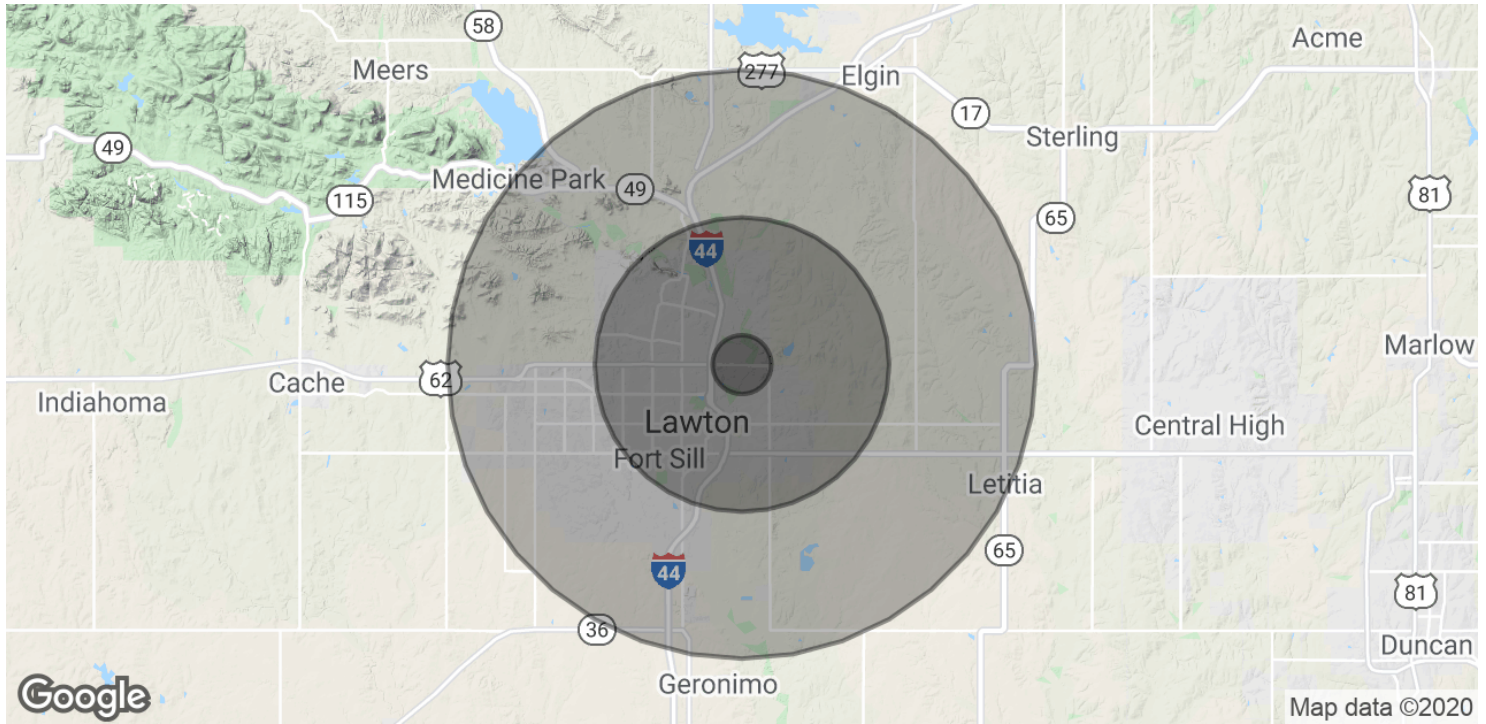 58
Acme
Meers
277
Elgin
17
Sterling
49
Medicine Park
49
115
81
65
44
Marlow
Cache
62
Indiahoma
Lawton
Central High
Fort Sill
Letitia
65
44
81
36
Duncan
Geronimo
Google
Map data ©2020